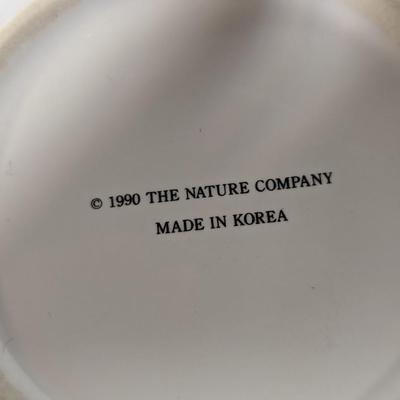 © 1990 THE NATURE COMPANY
MADE IN KOREA